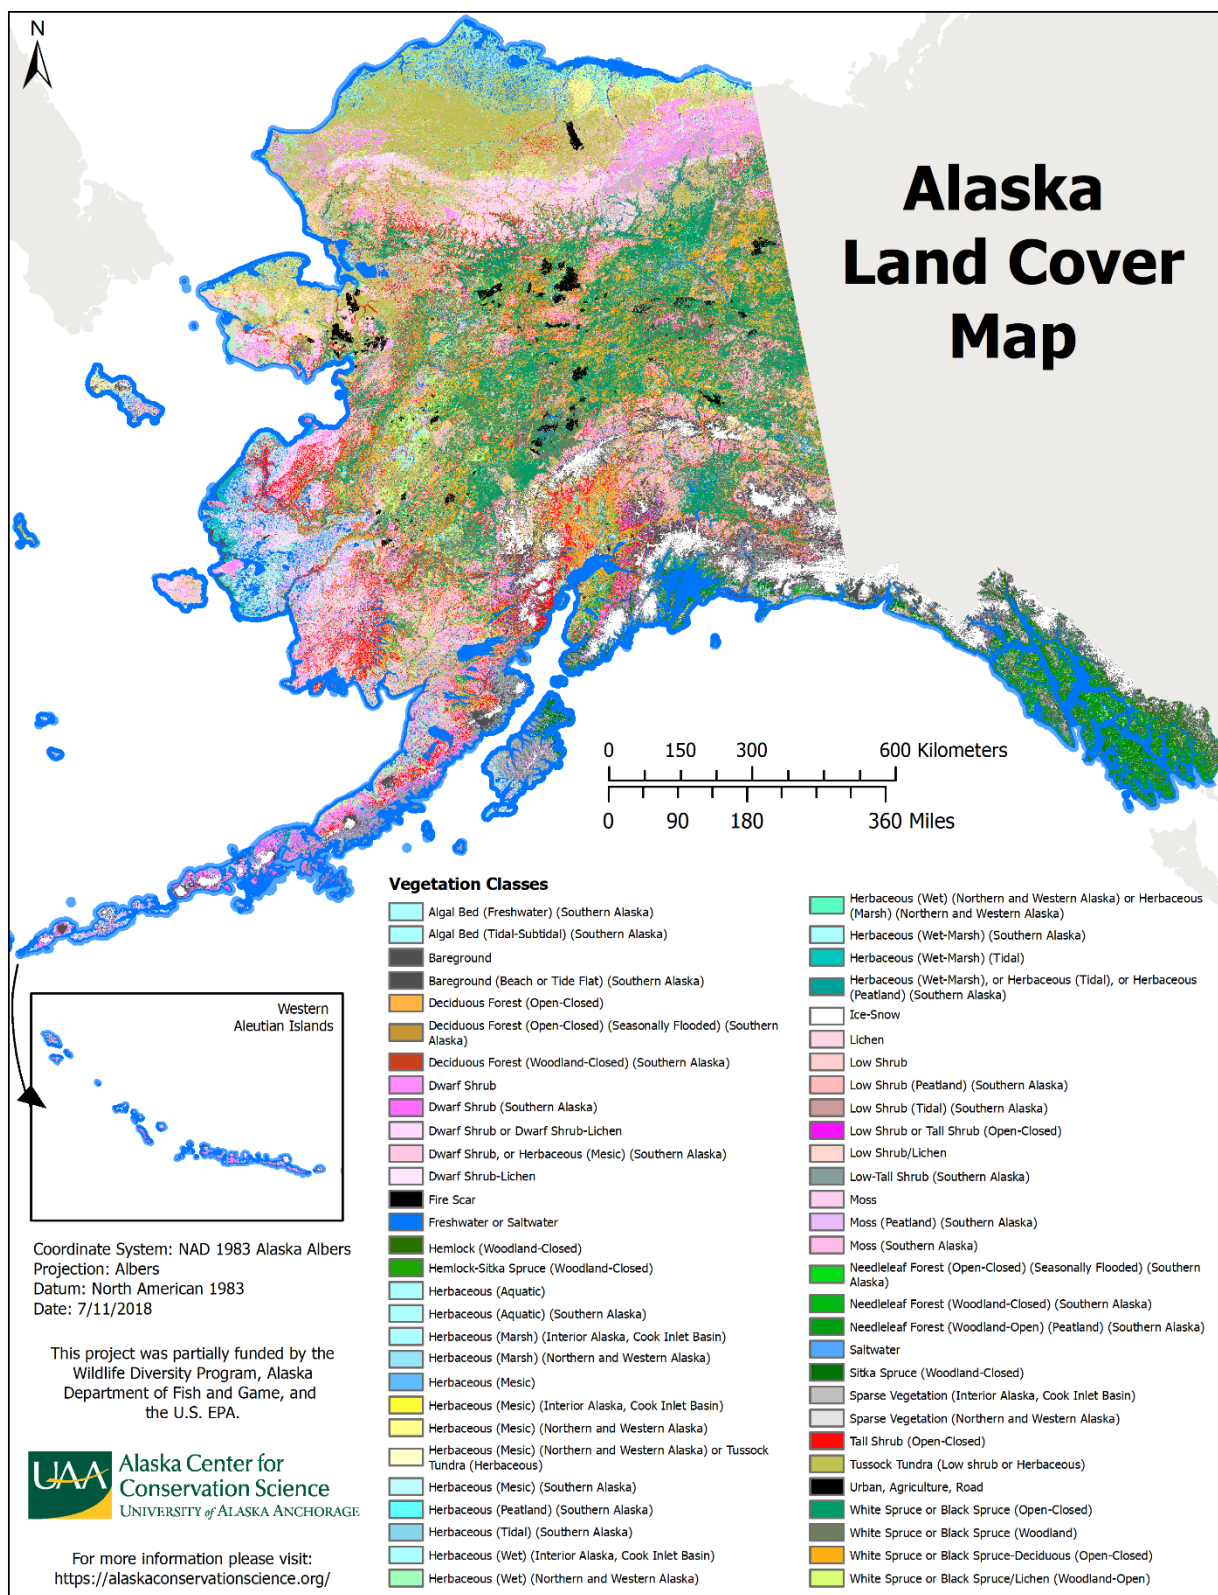 N
Alaska
Land Cover
Map
0 150 300 600 Kilometers
0 90 180 360 Miles
Vegetation Classes
Algal Bed (Freshwater) (Southern Alaska)
Algal Bed (Tidal-Subtidal) (Southern Alaska)
Bareground
Bareground (Beach or Tide Flat) (Southern Alaska)
Deciduous Forest (Open-Closed)
Deciduous Forest (Open-Closed) (Seasonally Flooded) (Southern
Alaska)
Deciduous Forest (Woodland-Closed) (Southern Alaska)
Dwarf Shrub
Dwarf Shrub (Southern Alaska)
Dwarf Shrub or Dwarf Shrub-Lichen
Dwarf Shrub, or Herbaceous (Mesic) (Southern Alaska)
Dwarf Shrub-Lichen
Fire Scar
Freshwater or Saltwater
Hemlock (Woodland-Closed)
Hemlock-Sitka Spruce (Woodland-Closed)
Herbaceous (Aquatic)
Herbaceous (Aquatic) (Southern Alaska)
Herbaceous (Marsh) (Interior Alaska, Cook Inlet Basin)
Herbaceous (Marsh) (Northern and Western Alaska)
Herbaceous (Mesic)
Herbaceous (Mesic) (Interior Alaska, Cook Inlet Basin)
Herbaceous (Mesic) (Northern and Western Alaska)
Herbaceous (Mesic) (Northern and Western Alaska) or Tussock
Tundra (Herbaceous)
Herbaceous (Mesic) (Southern Alaska)
Herbaceous (Peatland) (Southern Alaska)
Herbaceous (Tidal) (Southern Alaska)
Herbaceous (Wet) (Interior Alaska, Cook Inlet Basin)
Herbaceous (Wet) (Northern and Western Alaska)
Herbaceous (Wet) (Northern and Western Alaska) or Herbaceous
(Marsh) (Northern and Western Alaska)
Herbaceous (Wet-Marsh) (Southern Alaska)
Herbaceous (Wet-Marsh) (Tidal)
Herbaceous (Wet-Marsh), or Herbaceous (Tidal), or Herbaceous
(Peatland) (Southern Alaska)
Ice-Snow
Lichen
Low Shrub
Low Shrub (Peatland) (Southern Alaska)
Low Shrub (Tidal) (Southern Alaska)
Low Shrub or Tall Shrub (Open-Closed)
Low Shrub/Lichen
Low-Tall Shrub (Southern Alaska)
Moss
Moss (Peatland) (Southern Alaska)
Moss (Southern Alaska)
Needleleaf Forest (Open-Closed) (Seasonally Flooded) (Southern
Alaska)
Needleleaf Forest (Woodland-Closed) (Southern Alaska)
Needleleaf Forest (Woodland-Open) (Peatland) (Southern Alaska)
Saltwater
Sitka Spruce (Woodland-Closed)
Sparse Vegetation (Interior Alaska, Cook Inlet Basin)
Sparse Vegetation (Northern and Western Alaska)
Tall Shrub (Open-Closed)
Tussock Tundra (Low shrub or Herbaceous)
Urban, Agriculture, Road
White Spruce or Black Spruce (Open-Closed)
White Spruce or Black Spruce (Woodland)
White Spruce or Black Spruce-Deciduous (Open-Closed)
White Spruce or Black Spruce/Lichen (Woodland-Open)
Western
Aleutian Islands
Coordinate System: NAD 1983 Alaska Albers
Projection: Albers
Datum: North American 1983
Date: 7/11/2018
This project was partially funded by the
Wildlife Diversity Program, Alaska
Department of Fish and Game, and
the U.S. EPA.
UAA
Alaska Center for
Conservation Science
UNIVERSITY of ALASKA ANCHORAGE
For more information please visit:
https://alaskaconservationscience.org/